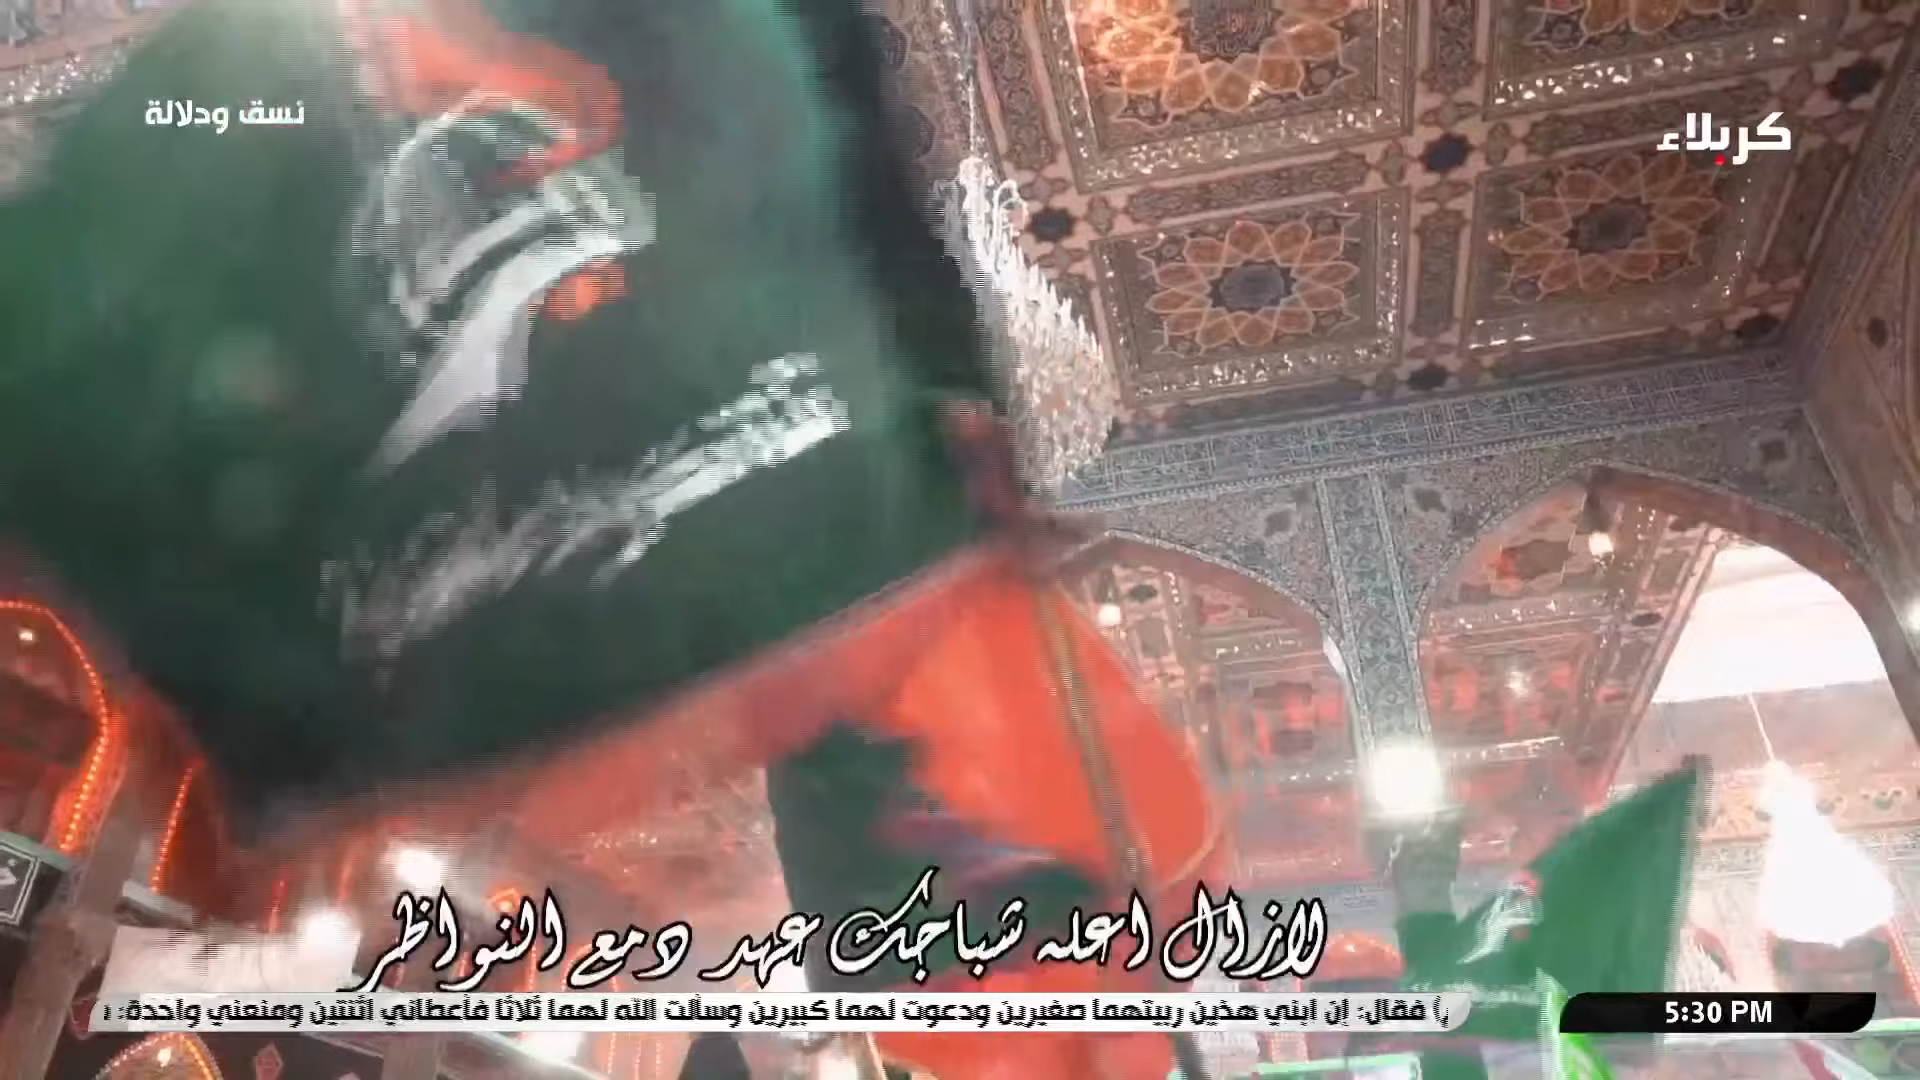 نسق ودلالة
كربلاء
لازال اعله شباجك عهد دمع النواظر
) فقال: إن ابني هذين ربيتهما صغيرين ودعوت لهما كبيرين وسألت الله لهما ثلاثا فأعطاني اثنتين ومنعني واحدة:
5:30 PM